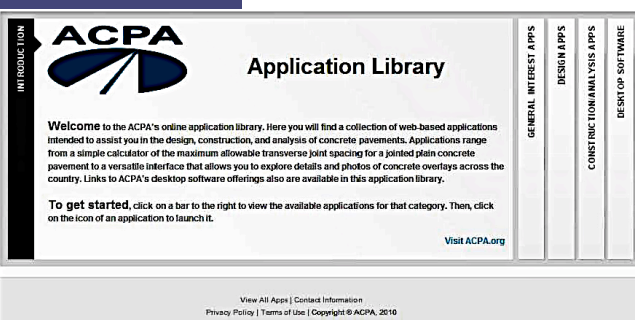 INTRODUCTION
ACPA
Application Library
Welcome to the ACPA's online application library. Here you will find a collection of web-based applications
intended to assist you in the design, construction, and analysis of concrete pavements. Applications range
from a simple calculator of the maximum allowable transverse joint spacing for a jointed plain concrete
pavement to a versatile interface that allows you to explore details and photos of concrete overlays across the
country. Links to ACPA's desktop software offerings also are available in this application library.
To get started, click on a bar to the right to view the available applications for that category. Then, click
on the icon of an application to launch it.
Visit ACPA.org
GENERAL INTEREST APPS
DESIGN APPS
CONSTRUCTION/ANALYSIS APPS
DESKTOP SOFTWARE
View All Apps | Contact Information
Privacy Policy | Terms of Use | Copyright © ACPA, 2010